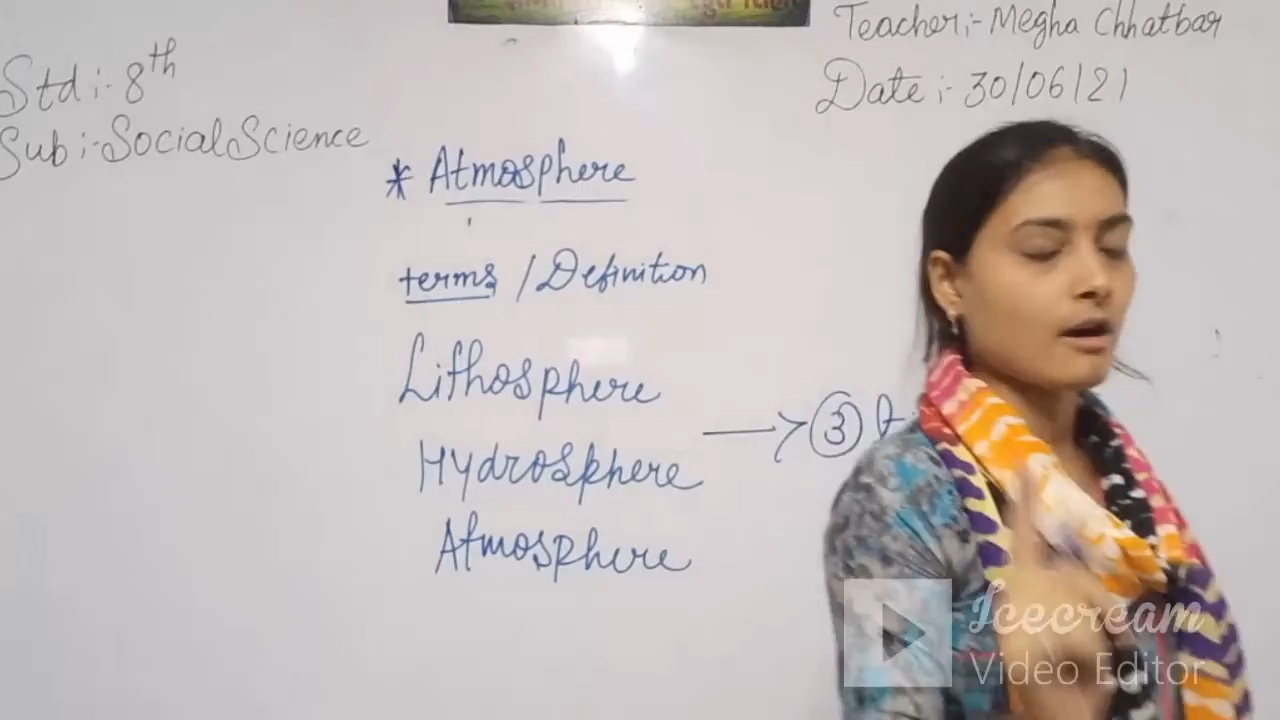 Teacher:- Megha Chhatbar
Date:- 30/06/21
Std:- 8th
Sub:- Social Science
* Atmosphere
terms / Definition
Lithosphere
Hydrosphere
Atmosphere
→ 3
Icecream
Video Editor